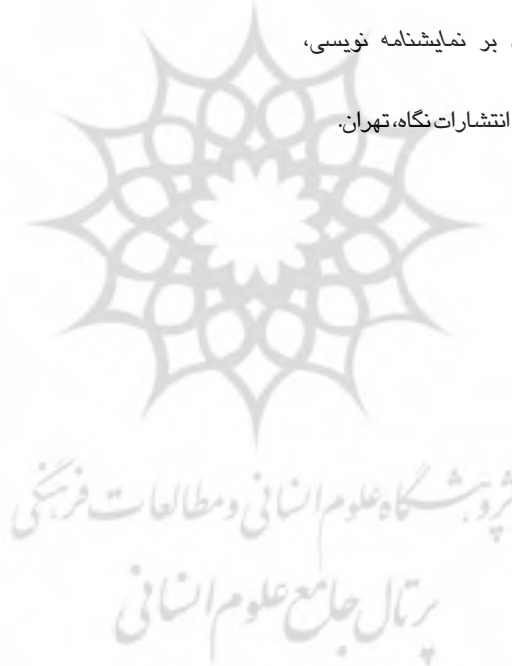 بر نمایشنامه نویسی،
انتشارات نگاه، تهران.
پژوهشگاه علوم انسانی و مطالعات فرهنگی
پرتال جامع علوم انسانی